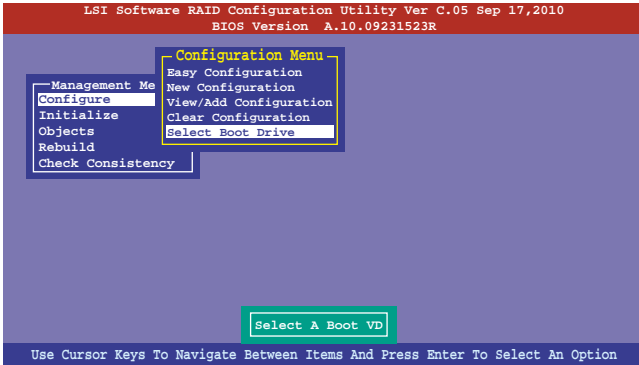 LSI Software RAID Configuration Utility Ver C.05 Sep 17,2010
BIOS Version A.10.09231523R
Configuration Menu
Easy Configuration
New Configuration
View/Add Configuration
Clear Configuration
Select Boot Drive
Management Me
Configure
Initialize
Objects
Rebuild
Check Consistency
Select A Boot VD
Use Cursor Keys To Navigate Between Items And Press Enter To Select An Option